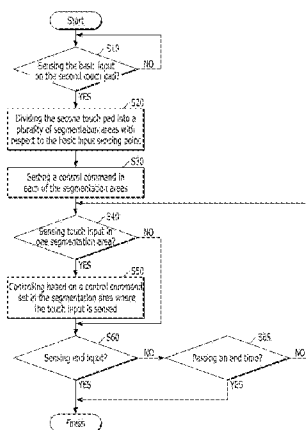 Start
S10
Sensing the basic input
on the second touch pad?
NO
YES
S20
Dividing the second touch pad into a
plurality of segmentation areas with
respect to the basic input sensing point
S30
Setting a control command in
each of the segmentation areas
S40
Sensing touch input in
one segmentation area?
NO
YES
S50
Controlling based on a control command
set in the segmentation area where
the touch input is sensed
S60
Sensing end input?
NO
YES
S65
Passing an end time?
NO
YES
Finish